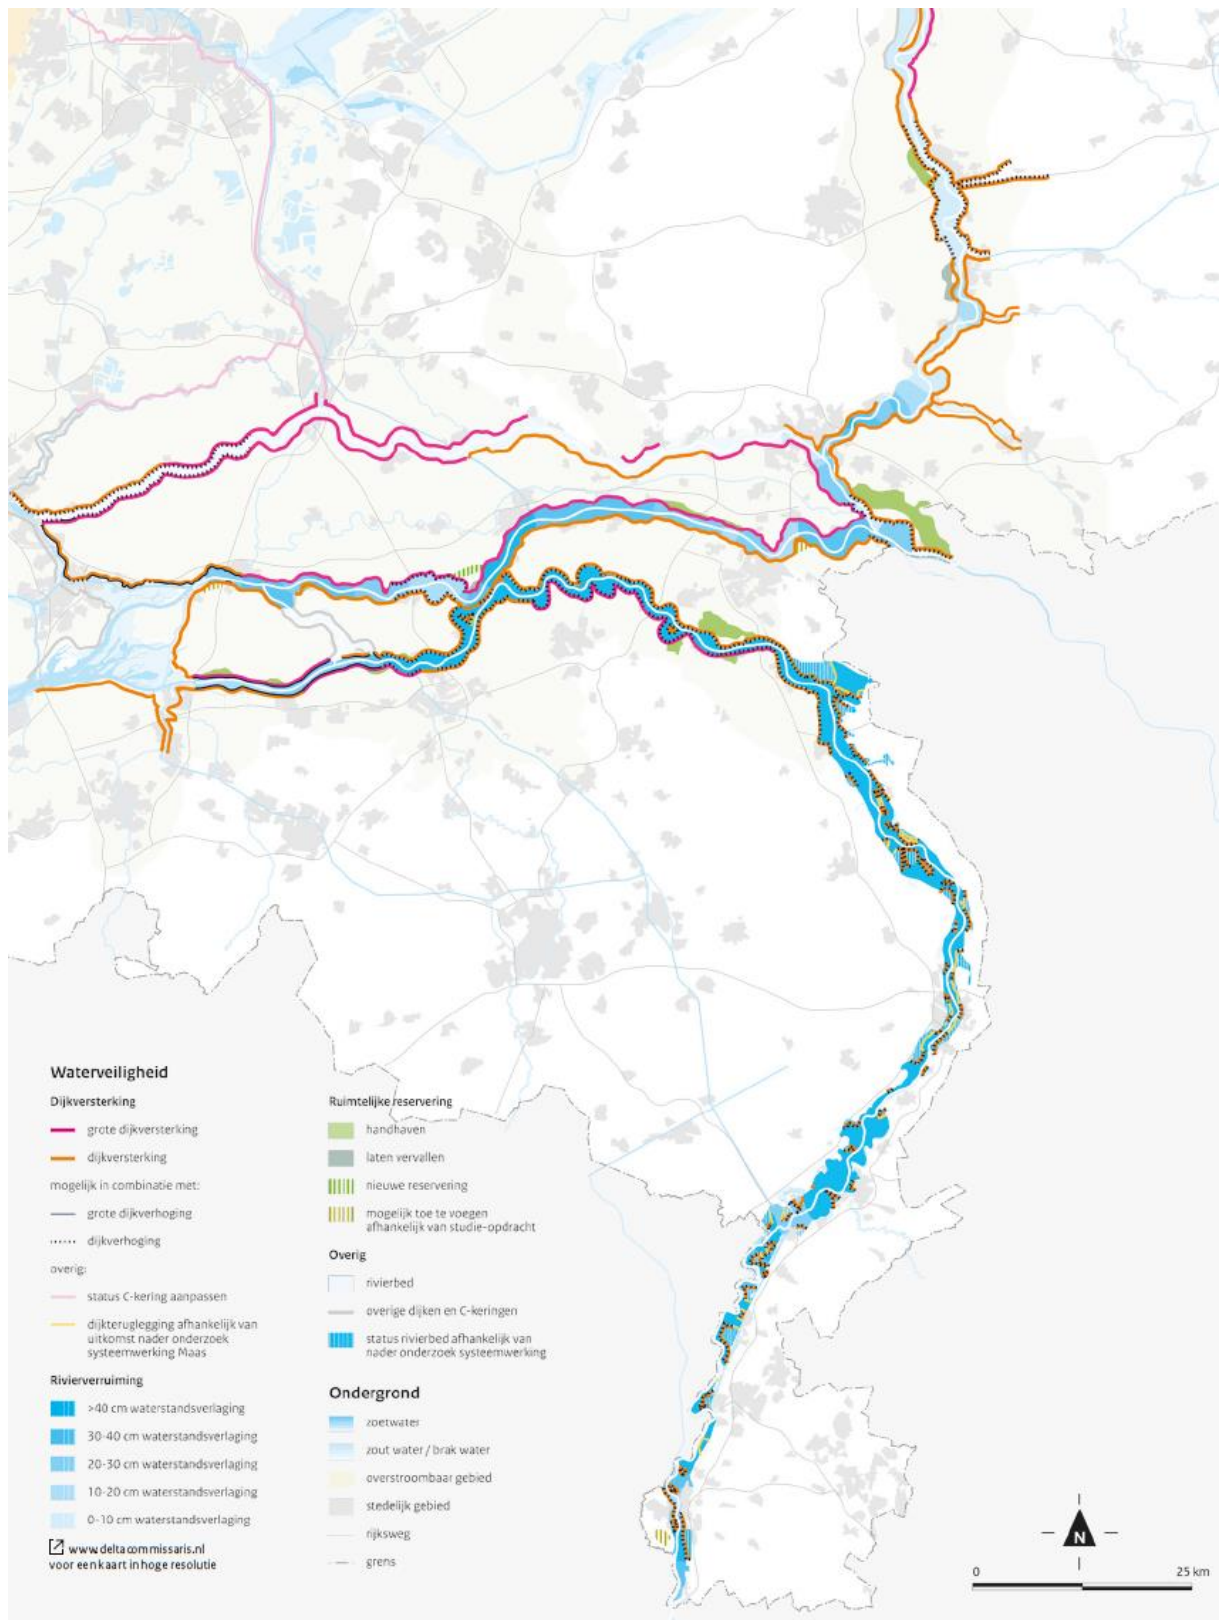 Waterveiligheid
Dijkversterking
grote dijkversterking
dijkversterking
mogelijk in combinatie met:
grote dijkverhoging
dijkverhoging
overig:
status C-kering aanpassen
dijkteruglegging afhankelijk van
uitkomst nader onderzoek
systeemwerking Maas
Rivierverruiming
>40 cm waterstandsverlaging
30-40 cm waterstandsverlaging
20-30 cm waterstandsverlaging
10-20 cm waterstandsverlaging
0-10 cm waterstandsverlaging
www.deltacommissaris.nl
voor een kaart in hoge resolutie
Ruimtelijke reservering
handhaven
laten vervallen
nieuwe reservering
mogelijk toe te voegen
afhankelijk van studie-opdracht
Overig
rivierbed
overige dijken en C-keringen
status rivierbed afhankelijk van
nader onderzoek systeemwerking
Ondergrond
zoetwater
zout water / brak water
overstroombaar gebied
stedelijk gebied
rijksweg
grens
N
0 25 km